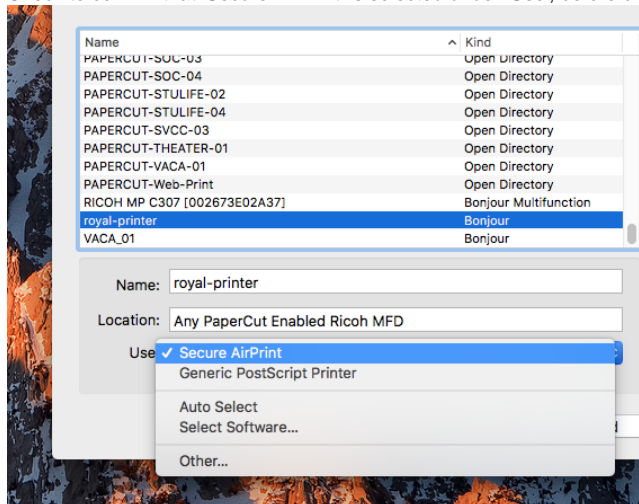 Name Kind
PAPERCUT-SOC-03 Open Directory
PAPERCUT-SOC-04 Open Directory
PAPERCUT-STULIFE-02 Open Directory
PAPERCUT-STULIFE-04 Open Directory
PAPERCUT-SVCC-03 Open Directory
PAPERCUT-THEATER-01 Open Directory
PAPERCUT-VACA-01 Open Directory
PAPERCUT-Web-Print Open Directory
RICOH MP C307 [002673E02A37] Bonjour Multifunction
royal-printer Bonjour
VACA_01 Bonjour
Name: royal-printer
Location: Any PaperCut Enabled Ricoh MFD
Use ✓ Secure AirPrint
Generic PostScript Printer
Auto Select
Select Software...
Other...